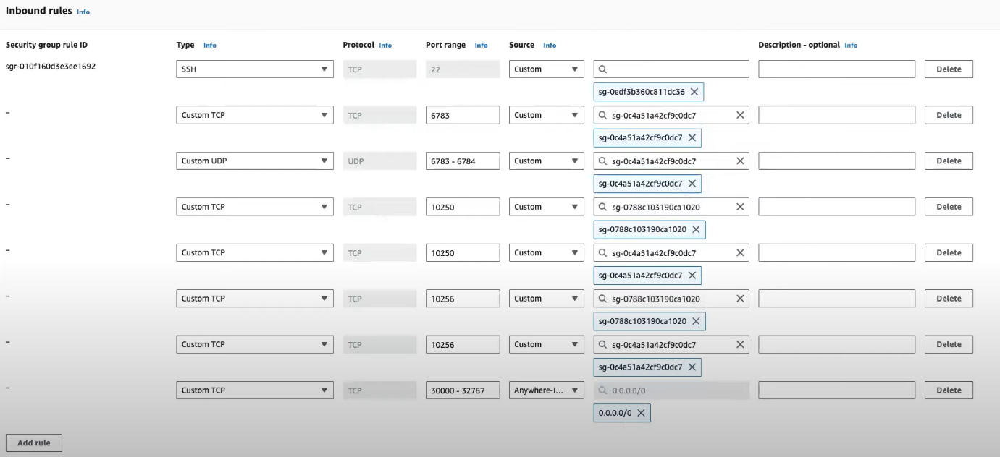 Inbound rules Info
Security group rule ID Type Info Protocol Info Port range Info Source Info Description - optional Info
sgr-010f160d3e3ee1692 SSH TCP 22 Custom Delete
sg-0edf3b360c811dc36
– Custom TCP TCP 6783 Custom sg-0c4a51a42cf9c0dc7 Delete
sg-0c4a51a42cf9c0dc7
– Custom UDP UDP 6783 - 6784 Custom sg-0c4a51a42cf9c0dc7 Delete
sg-0c4a51a42cf9c0dc7
– Custom TCP TCP 10250 Custom sg-0788c103190ca1020 Delete
sg-0788c103190ca1020
– Custom TCP TCP 10250 Custom sg-0c4a51a42cf9c0dc7 Delete
sg-0c4a51a42cf9c0dc7
– Custom TCP TCP 10256 Custom sg-0788c103190ca1020 Delete
sg-0788c103190ca1020
– Custom TCP TCP 10256 Custom sg-0c4a51a42cf9c0dc7 Delete
sg-0c4a51a42cf9c0dc7
– Custom TCP TCP 30000 - 32767 Anywhere-I... 0.0.0.0/0 Delete
0.0.0.0/0
Add rule